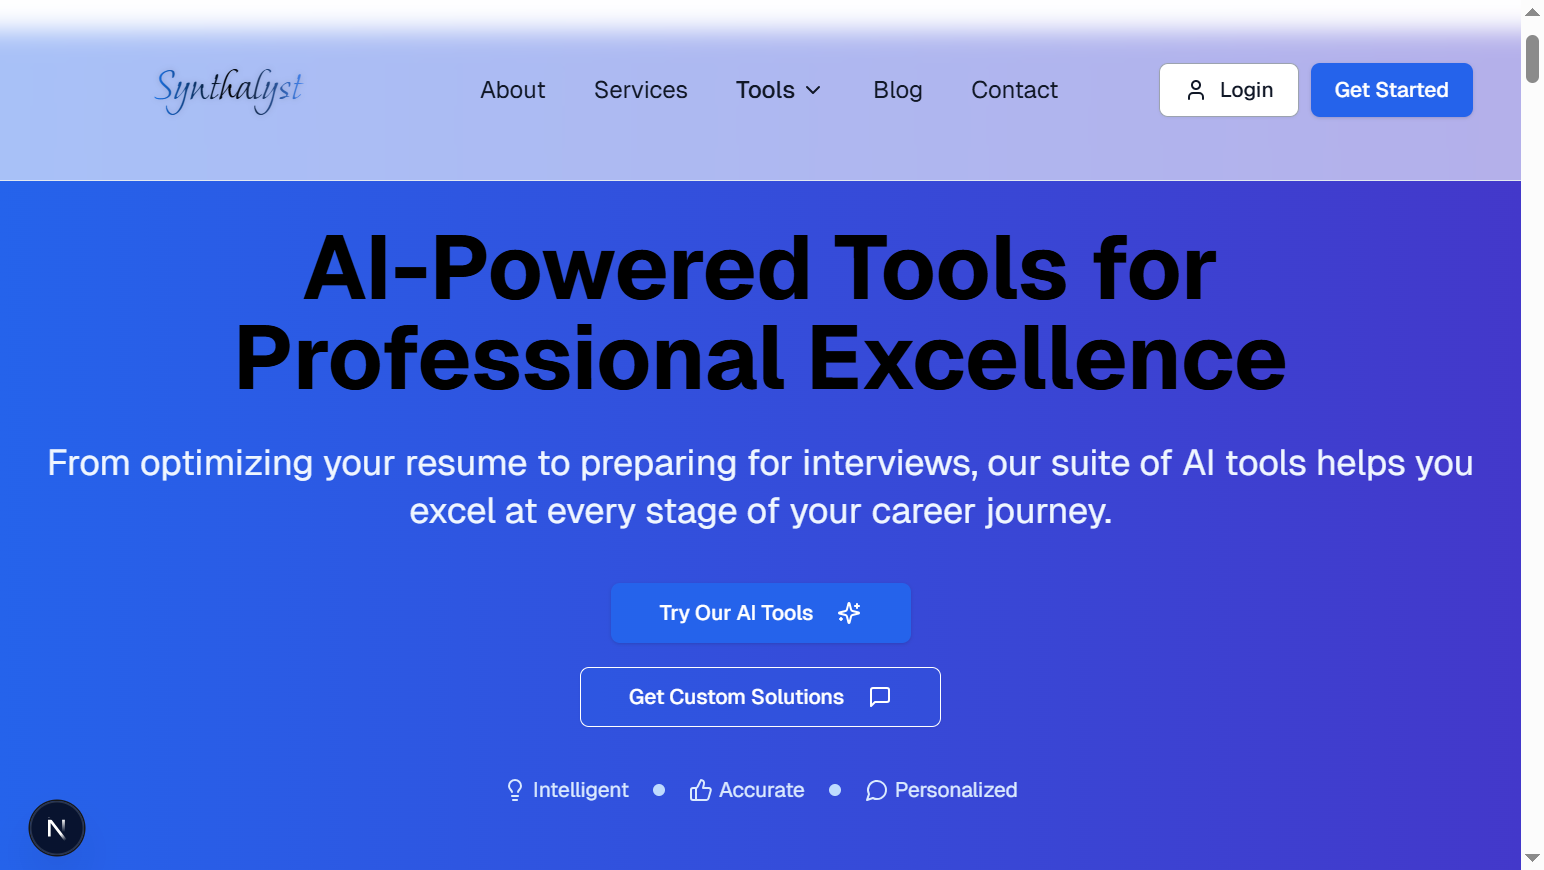 Synthalyst
About
Services
Tools
Blog
Contact
Login
Get Started
AI-Powered Tools for
Professional Excellence
From optimizing your resume to preparing for interviews, our suite of AI tools helps you
excel at every stage of your career journey.
Try Our AI Tools
Get Custom Solutions
Intelligent
Accurate
Personalized
N